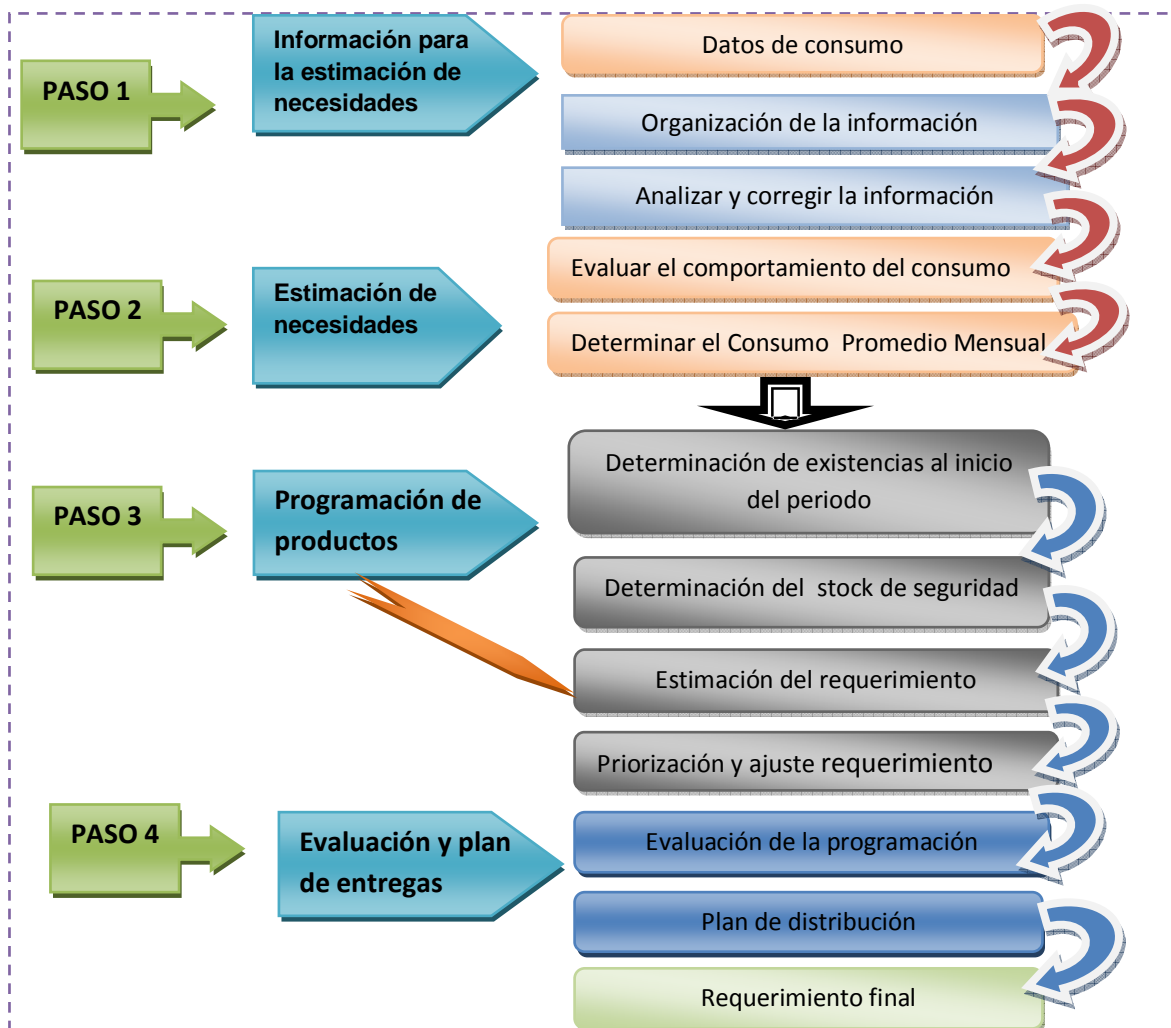 PASO 1
Información para
la estimación de
necesidades
Datos de consumo
Organización de la información
Analizar y corregir la información
PASO 2
Estimación de
necesidades
Evaluar el comportamiento del consumo
Determinar el Consumo Promedio Mensual
PASO 3
Programación de
productos
Determinación de existencias al inicio
del periodo
Determinación del stock de seguridad
Estimación del requerimiento
Priorización y ajuste requerimiento
PASO 4
Evaluación y plan
de entregas
Evaluación de la programación
Plan de distribución
Requerimiento final